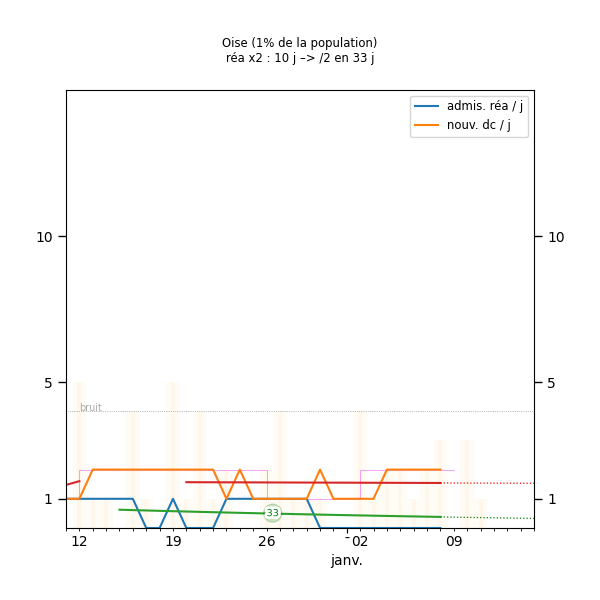 Oise (1% de la population)
réa x2 : 10 j –> /2 en 33 j
admis. réa / j
nouv. dc / j
10
10
5
5
bruit
1
1
33
12
19
26
02
09
janv.